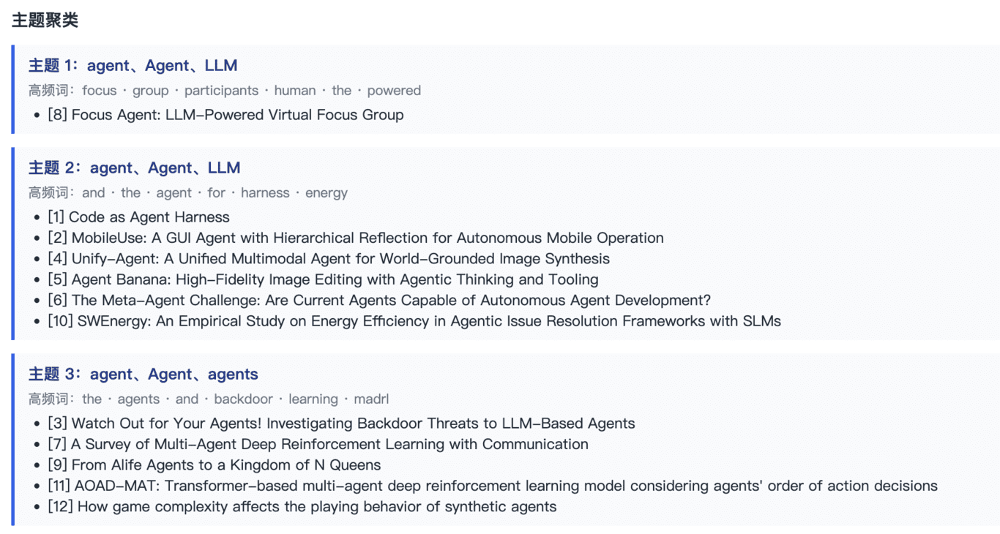 主题聚类
主题 1：agent、Agent、LLM
高频词：focus · group · participants · human · the · powered
• [8] Focus Agent: LLM-Powered Virtual Focus Group
主题 2：agent、Agent、LLM
高频词：and · the · agent · for · harness · energy
• [1] Code as Agent Harness
• [2] MobileUse: A GUI Agent with Hierarchical Reflection for Autonomous Mobile Operation
• [4] Unify-Agent: A Unified Multimodal Agent for World-Grounded Image Synthesis
• [5] Agent Banana: High-Fidelity Image Editing with Agentic Thinking and Tooling
• [6] The Meta-Agent Challenge: Are Current Agents Capable of Autonomous Agent Development?
• [10] SWEnergy: An Empirical Study on Energy Efficiency in Agentic Issue Resolution Frameworks with SLMs
主题 3：agent、Agent、agents
高频词：the · agents · and · backdoor · learning · madrl
• [3] Watch Out for Your Agents! Investigating Backdoor Threats to LLM-Based Agents
• [7] A Survey of Multi-Agent Deep Reinforcement Learning with Communication
• [9] From Alife Agents to a Kingdom of N Queens
• [11] AOAD-MAT: Transformer-based multi-agent deep reinforcement learning model considering agents' order of action decisions
• [12] How game complexity affects the playing behavior of synthetic agents